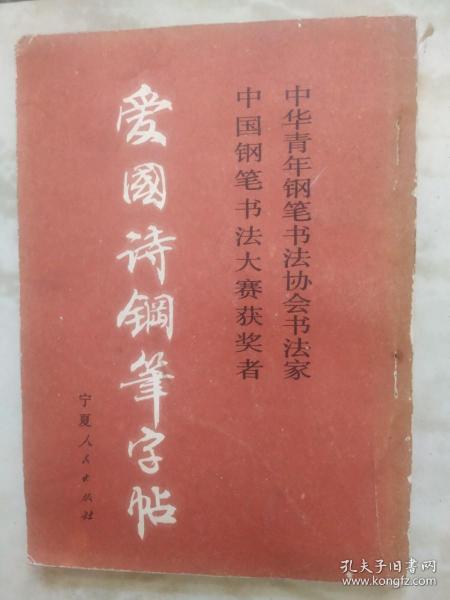 中华青年钢笔书法协会书法家
中国钢笔书法大赛获奖者
爱國诗鋼筆字帖
宁夏人民出版社
孔夫子旧书网
www.kongfz.com